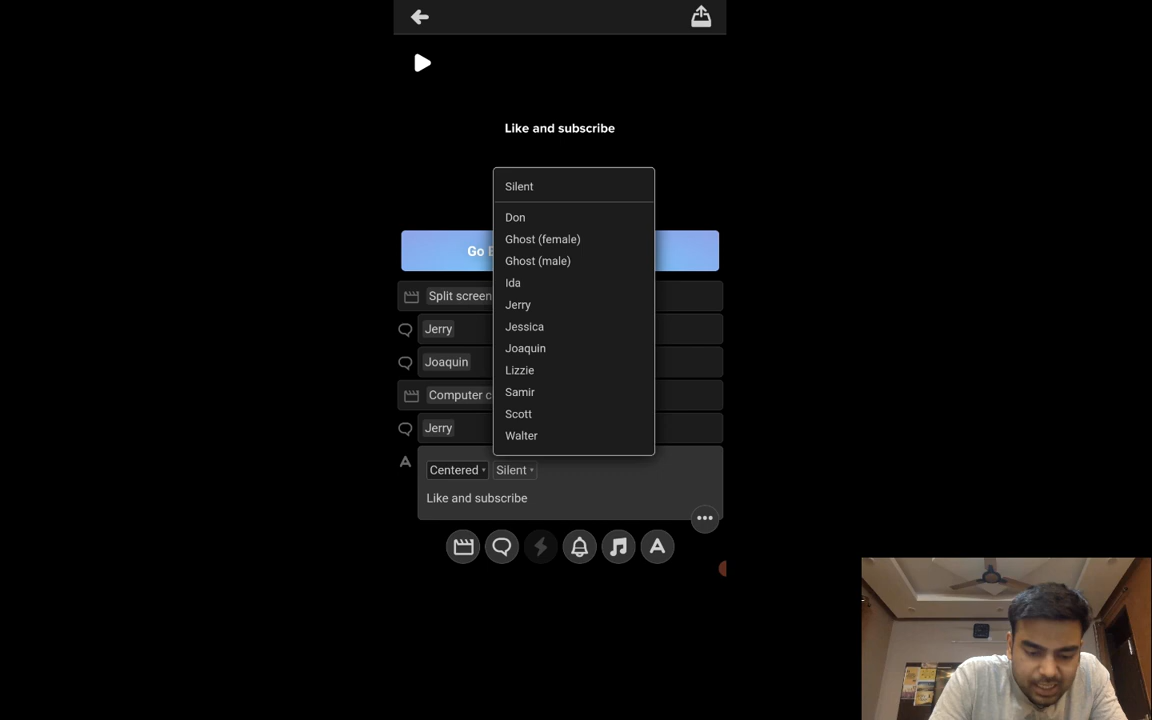 Like and subscribe
Silent
Don
Ghost (female)
Ghost (male)
Ida
Jerry
Jessica
Joaquin
Lizzie
Samir
Scott
Walter
Go
Split screen
Jerry
Joaquin
Computer c
Jerry
A
Centered
Silent
Like and subscribe
A